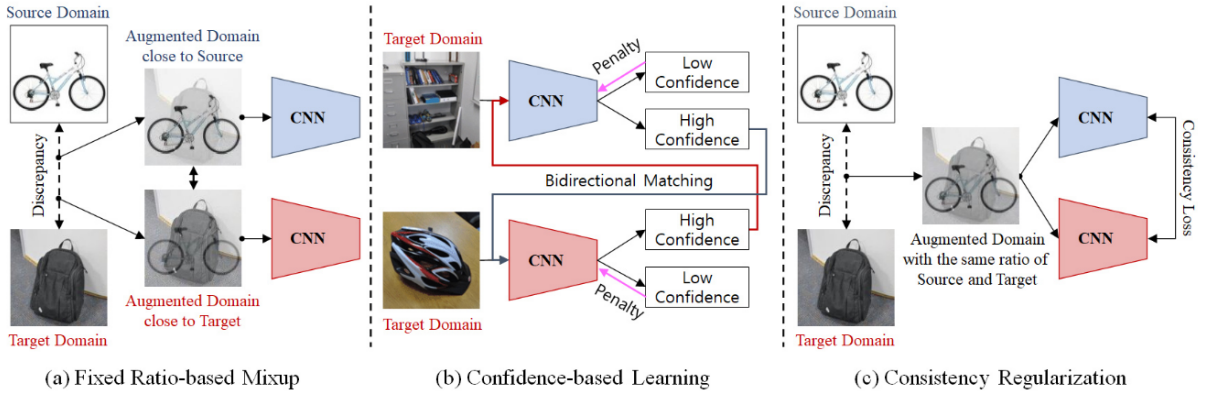 Source Domain
Augmented Domain
close to Source
CNN
Discrepancy
CNN
Augmented Domain
close to Target
Target Domain
(a) Fixed Ratio-based Mixup
Target Domain
CNN
Penalty
Low
Confidence
High
Confidence
Bidirectional Matching
CNN
High
Confidence
Low
Confidence
Penalty
Target Domain
(b) Confidence-based Learning
Source Domain
CNN
Discrepancy
Consistency Loss
Augmented Domain
with the same ratio of
Source and Target
CNN
Target Domain
(c) Consistency Regularization